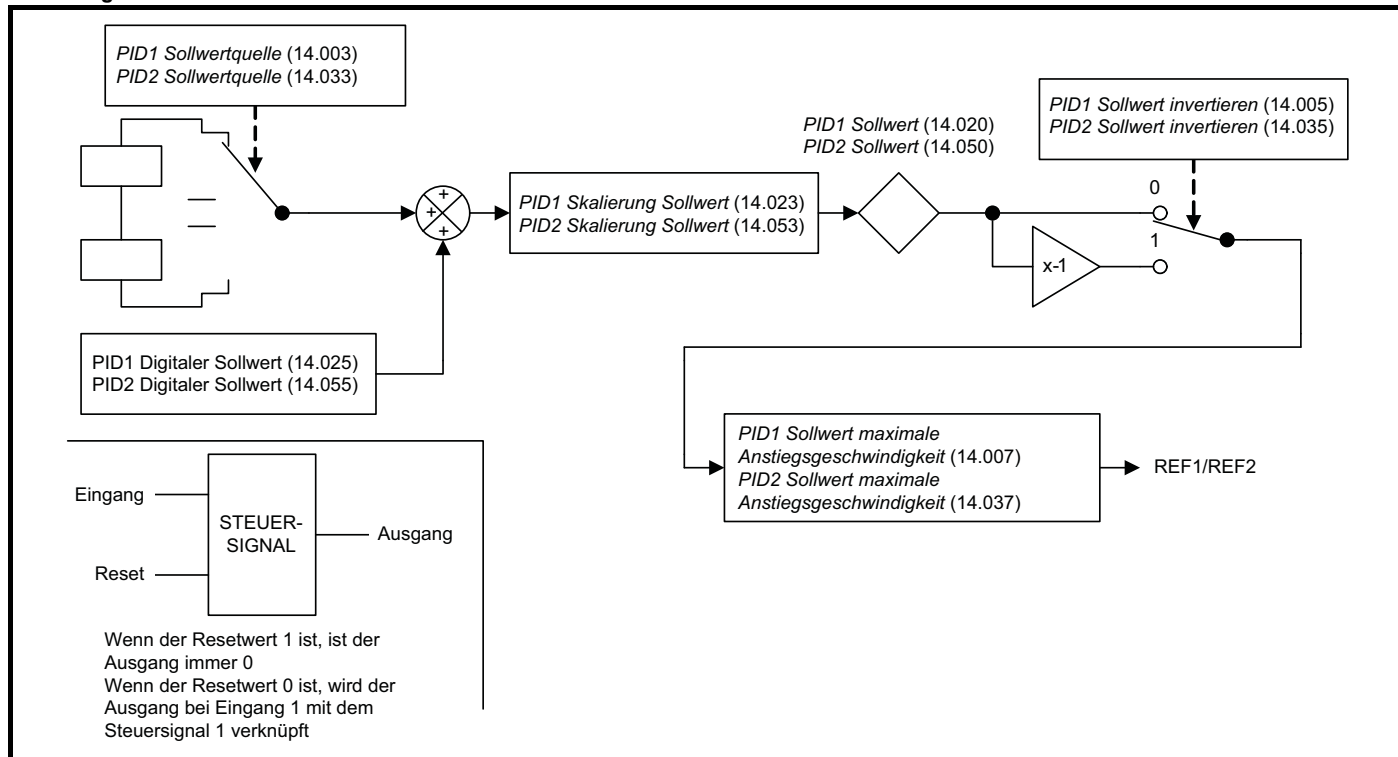 PID1 Sollwertquelle (14.003)
PID2 Sollwertquelle (14.033)
PID1 Sollwert invertieren (14.005)
PID2 Sollwert invertieren (14.035)
PID1 Sollwert (14.020)
PID2 Sollwert (14.050)
+
+
+
PID1 Skalierung Sollwert (14.023)
PID2 Skalierung Sollwert (14.053)
0
1
x-1
PID1 Digitaler Sollwert (14.025)
PID2 Digitaler Sollwert (14.055)
PID1 Sollwert maximale
Anstiegsgeschwindigkeit (14.007)
PID2 Sollwert maximale
Anstiegsgeschwindigkeit (14.037)
REF1/REF2
Eingang
Reset
STEUER-
SIGNAL
Ausgang
Wenn der Resetwert 1 ist, ist der
Ausgang immer 0
Wenn der Resetwert 0 ist, wird der
Ausgang bei Eingang 1 mit dem
Steuersignal 1 verknüpft